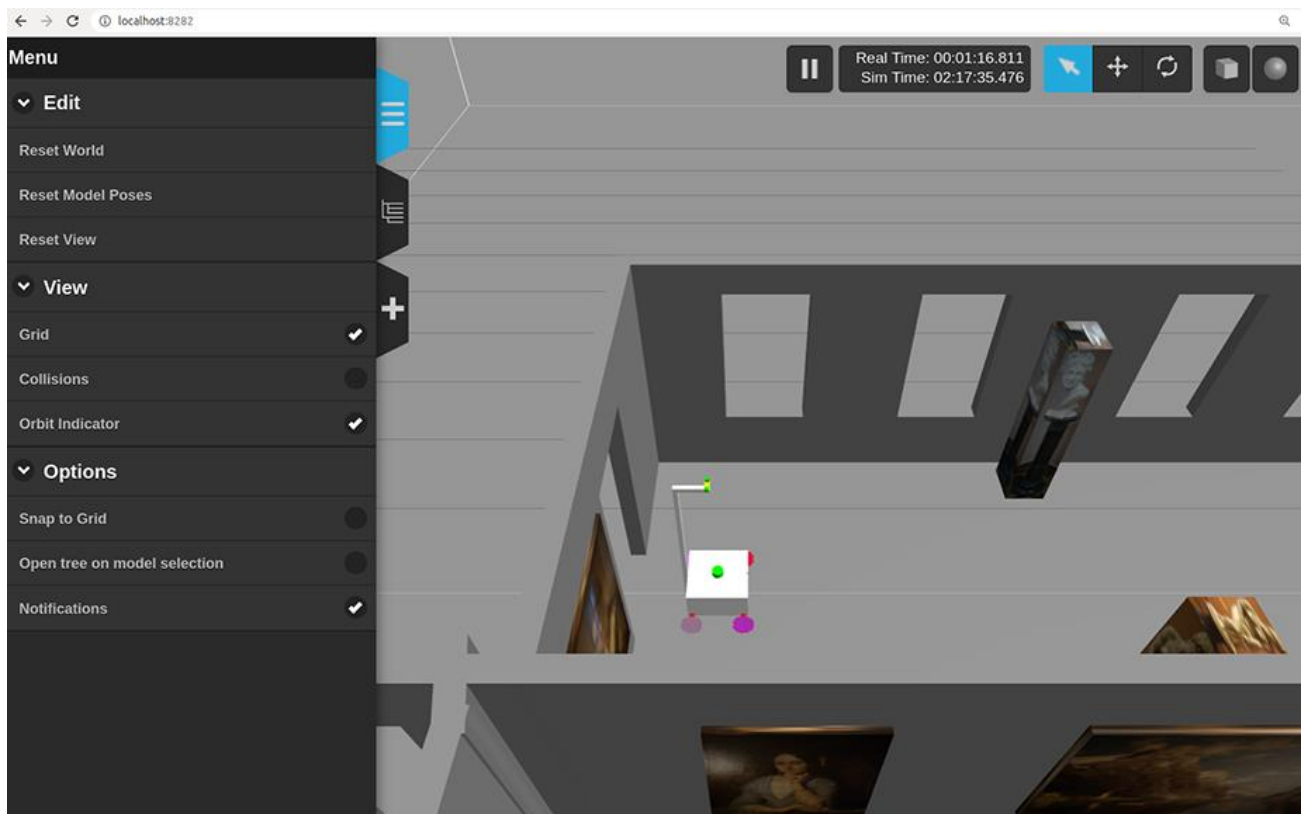 localhost:8282
Menu
Edit
Reset World
Reset Model Poses
Reset View
View
Grid
Collisions
Orbit Indicator
Options
Snap to Grid
Open tree on model selection
Notifications
Real Time: 00:01:16.811
Sim Time: 02:17:35.476